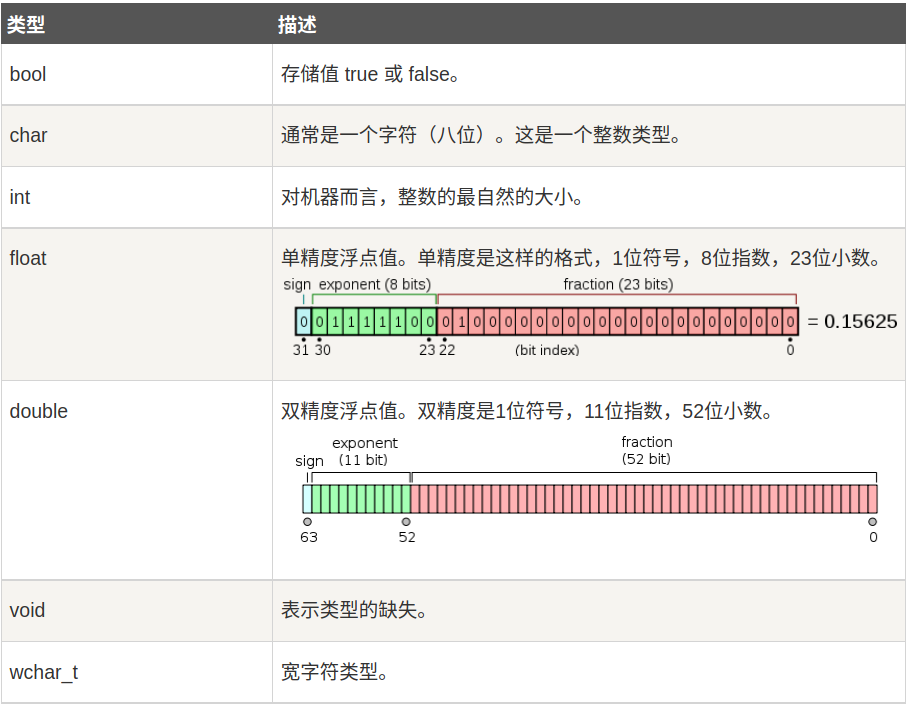 类型 描述
bool 存储值 true 或 false。
char 通常是一个字符（八位）。这是一个整数类型。
int 对机器而言，整数的最自然的大小。
float 单精度浮点值。单精度是这样的格式，1位符号，8位指数，23位小数。
sign exponent (8 bits) fraction (23 bits)
0 0 1 1 1 1 1 0 0 0 1 0 0 0 0 0 0 0 0 0 0 0 0 0 0 0 0 0 0 0 0 0 = 0.15625
31 30 23 22 (bit index) 0
double 双精度浮点值。双精度是1位符号，11位指数，52位小数。
exponent fraction
sign (11 bit) (52 bit)
63 52 0
void 表示类型的缺失。
wchar_t 宽字符类型。